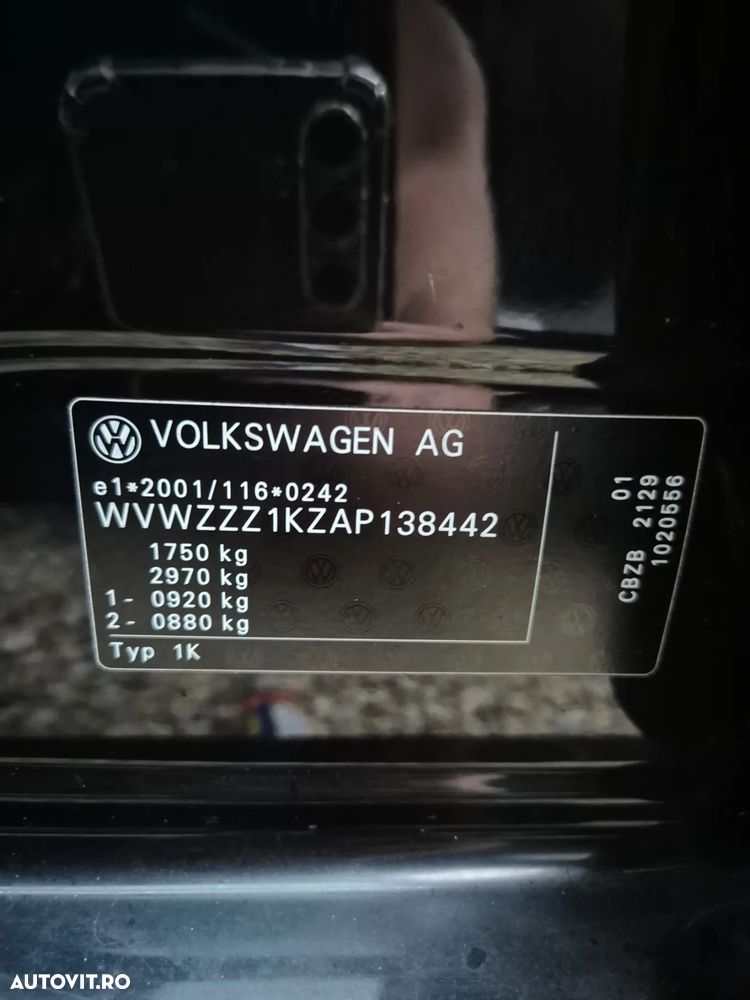 VOLKSWAGEN AG
e1*2001/116*0242
WVWZZZ1KZAP138442
1750 kg
2970 kg
1- 0920 kg
2- 0880 kg
Typ 1K
01
CBZB 2129
1020556
AUTOVIT.RO